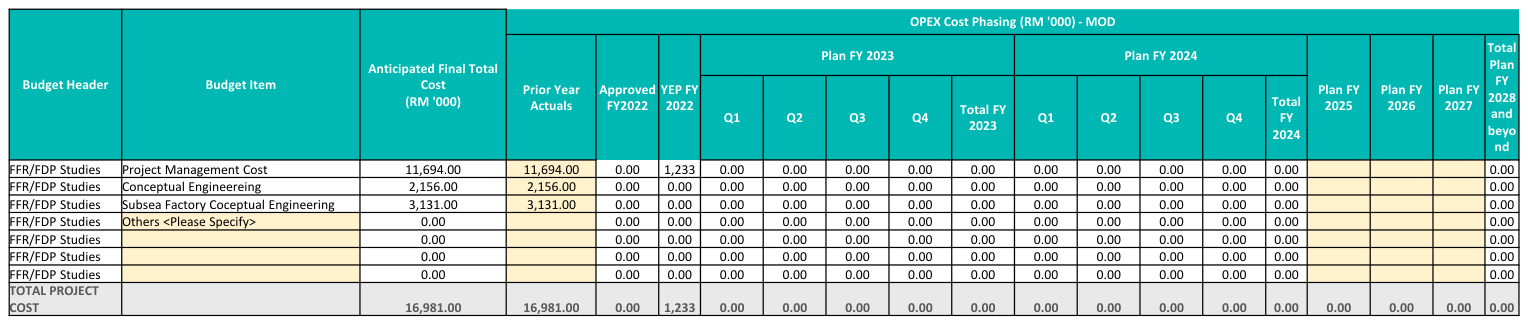 OPEX Cost Phasing (RM '000) - MOD
Budget Header
Budget Item
Anticipated Final Total
Cost
(RM '000)
Prior Year
Actuals
Approved
FY2022
YEP FY
2022
Plan FY 2023
Q1
Q2
Q3
Q4
Total FY
2023
Plan FY 2024
Q1
Q2
Q3
Q4
Total
FY
2024
Plan FY
2025
Plan FY
2026
Plan FY
2027
Total
Plan
FY
2028
and
beyo
nd
FFR/FDP Studies Project Management Cost 11,694.00 11,694.00 0.00 1,233 0.00 0.00 0.00 0.00 0.00 0.00 0.00 0.00 0.00 0.00 0.00
FFR/FDP Studies Conceptual Engineereing 2,156.00 2,156.00 0.00 0.00 0.00 0.00 0.00 0.00 0.00 0.00 0.00 0.00 0.00 0.00 0.00
FFR/FDP Studies Subsea Factory Coceptual Engineering 3,131.00 3,131.00 0.00 0.00 0.00 0.00 0.00 0.00 0.00 0.00 0.00 0.00 0.00 0.00 0.00
FFR/FDP Studies Others <Please Specify> 0.00 0.00 0.00 0.00 0.00 0.00 0.00 0.00 0.00 0.00 0.00 0.00 0.00 0.00
FFR/FDP Studies 0.00 0.00 0.00 0.00 0.00 0.00 0.00 0.00 0.00 0.00 0.00 0.00 0.00 0.00
FFR/FDP Studies 0.00 0.00 0.00 0.00 0.00 0.00 0.00 0.00 0.00 0.00 0.00 0.00 0.00 0.00
FFR/FDP Studies 0.00 0.00 0.00 0.00 0.00 0.00 0.00 0.00 0.00 0.00 0.00 0.00 0.00 0.00
TOTAL PROJECT
COST 16,981.00 16,981.00 0.00 1,233 0.00 0.00 0.00 0.00 0.00 0.00 0.00 0.00 0.00 0.00 0.00 0.00 0.00 0.00